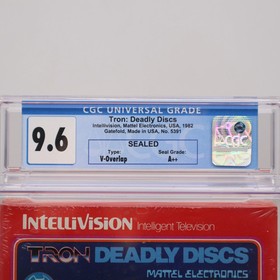 CGC UNIVERSAL GRADE
9.6
Tron: Deadly Discs
Intellivision, Mattel Electronics, USA, 1982
Gatefold, Made in USA, No. 5391
SEALED
Type:
Seal Grade:
V-Overlap
A++
CGC
INTELLIVISION Intelligent Television
TRON DEADLY DISCS
MATTEL ELECTRONICS